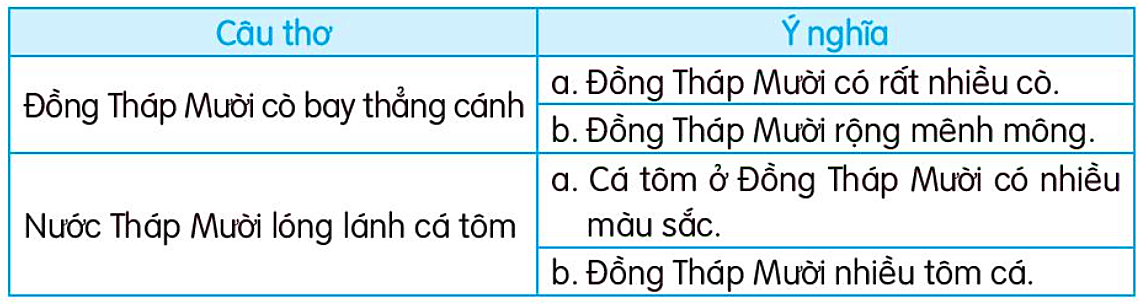 Câu thơ
Ý nghĩa
Đồng Tháp Mười cò bay thẳng cánh
a. Đồng Tháp Mười có rất nhiều cò.
b. Đồng Tháp Mười rộng mênh mông.
Nước Tháp Mười lóng lánh cá tôm
a. Cá tôm ở Đồng Tháp Mười có nhiều
màu sắc.
b. Đồng Tháp Mười nhiều tôm cá.